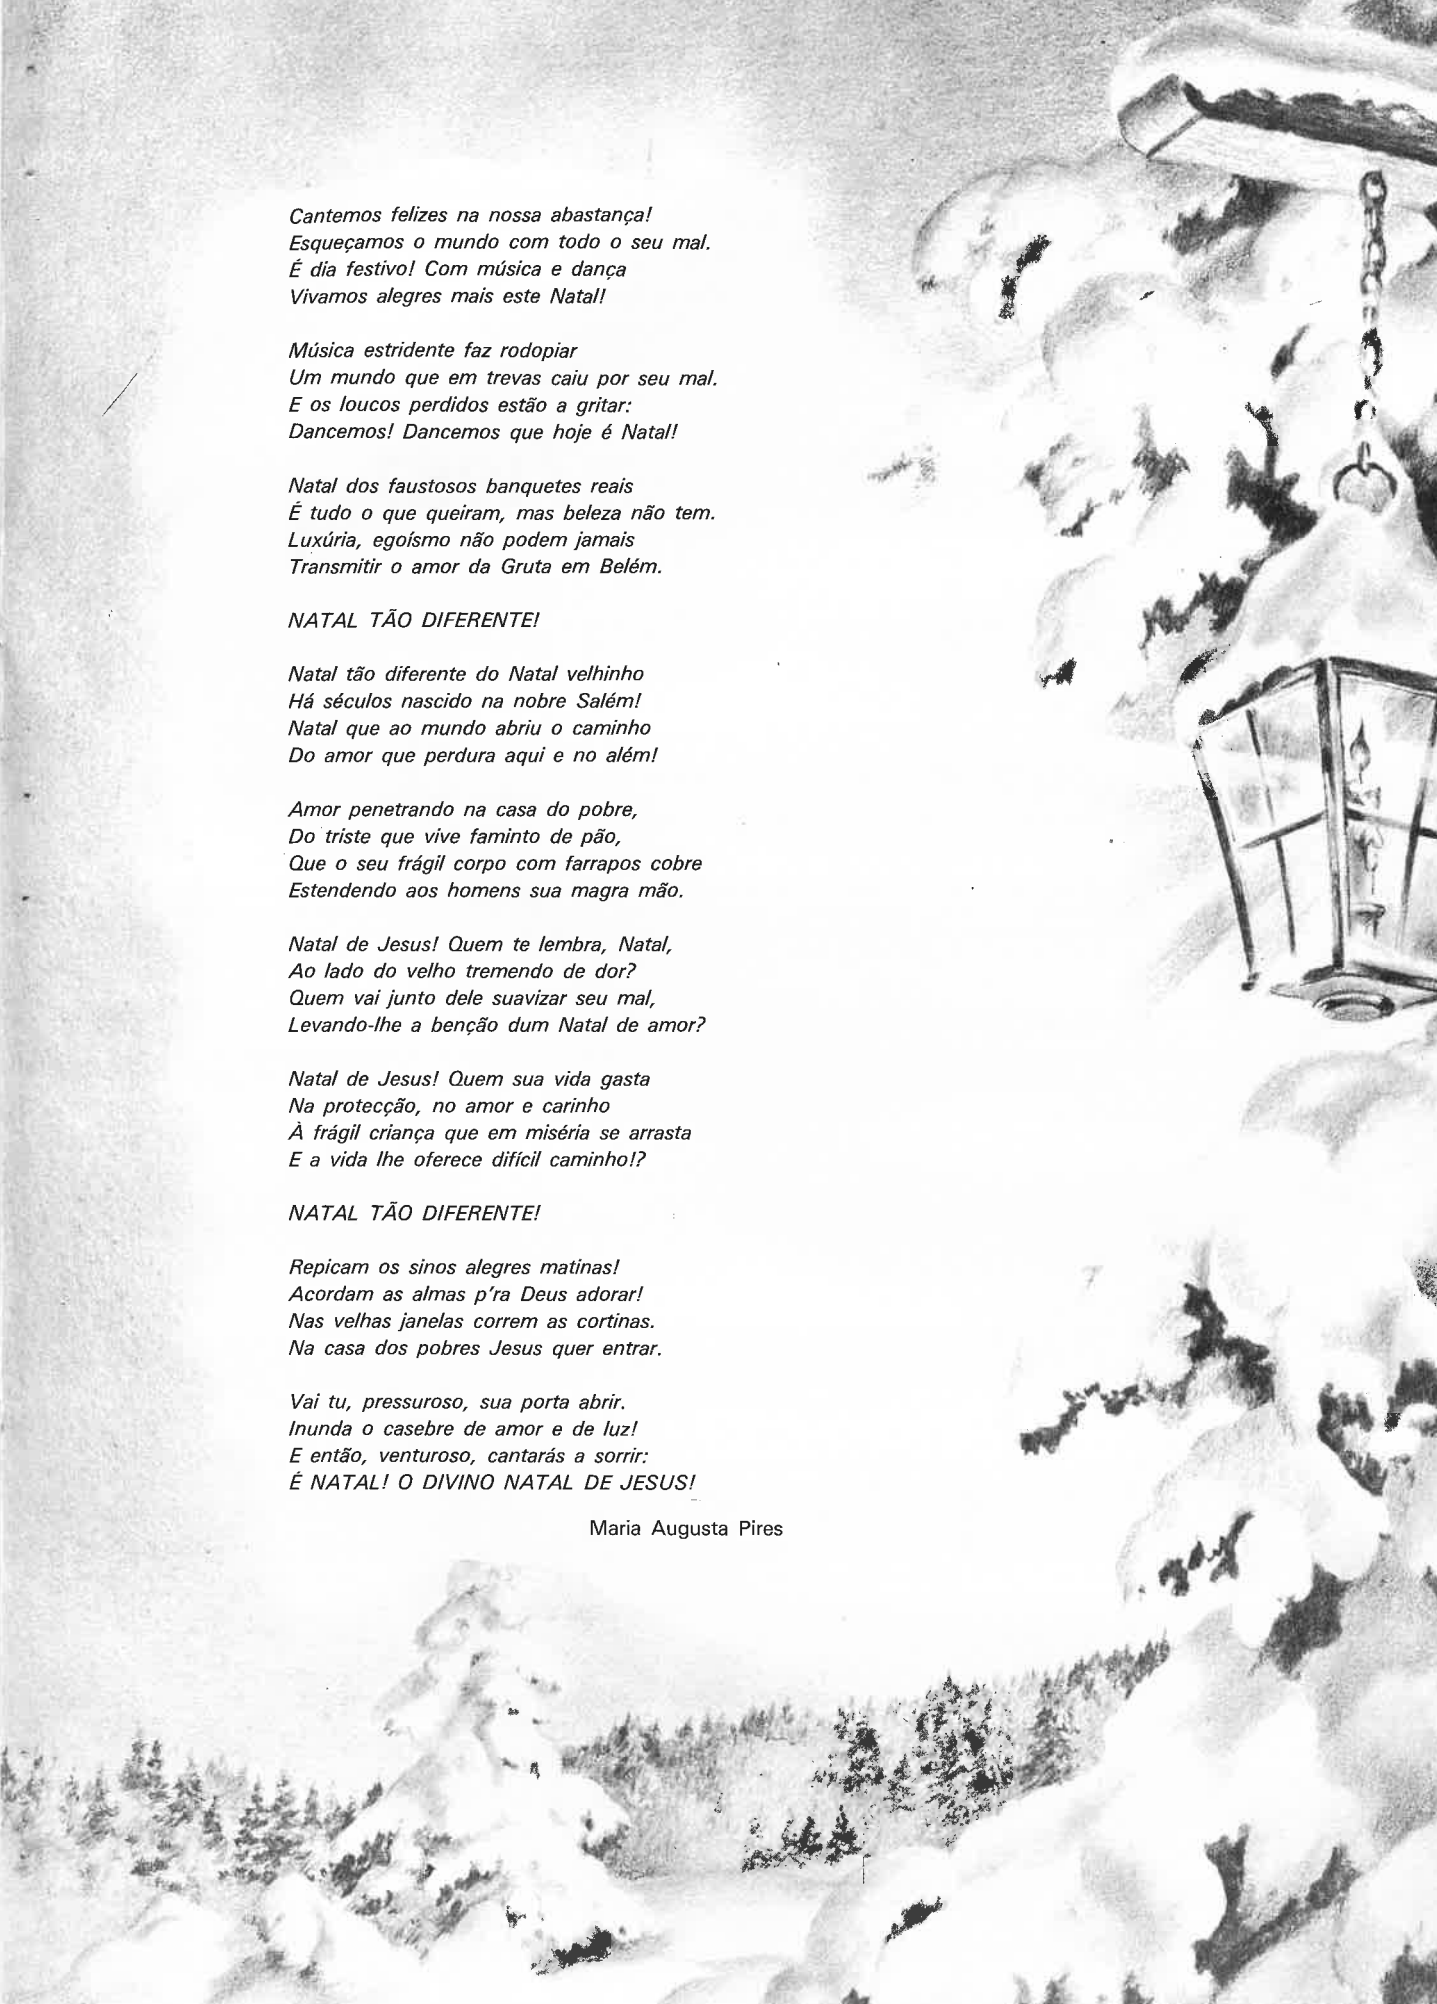 Cantemos felizes na nossa abastança!
Esqueçamos o mundo com todo o seu mal.
É dia festivo! Com música e dança
Vivamos alegres mais este Natal!

Música estridente faz rodopiar
Um mundo que em trevas caiu por seu mal.
E os loucos perdidos estão a gritar:
Dancemos! Dancemos que hoje é Natal!

Natal dos faustosos banquetes reais
É tudo o que queiram, mas beleza não tem.
Luxúria, egoísmo não podem jamais
Transmitir o amor da Gruta em Belém.

NATAL TÃO DIFERENTE!

Natal tão diferente do Natal velhinho
Há séculos nascido na nobre Salém!
Natal que ao mundo abriu o caminho
Do amor que perdura aqui e no além!

Amor penetrando na casa do pobre,
Do triste que vive faminto de pão,
Que o seu frágil corpo com farrapos cobre
Estendendo aos homens sua magra mão.

Natal de Jesus! Quem te lembra, Natal,
Ao lado do velho tremendo de dor?
Quem vai junto dele suavizar seu mal,
Levando-lhe a benção dum Natal de amor?

Natal de Jesus! Quem sua vida gasta
Na protecção, no amor e carinho
À frágil criança que em miséria se arrasta
E a vida lhe oferece difícil caminho!?

NATAL TÃO DIFERENTE!

Repicam os sinos alegres matinas!
Acordam as almas p'ra Deus adorar!
Nas velhas janelas correm as cortinas.
Na casa dos pobres Jesus quer entrar.

Vai tu, pressuroso, sua porta abrir.
Inunda o casebre de amor e de luz!
E então, venturoso, cantarás a sorrir:
É NATAL! O DIVINO NATAL DE JESUS!

Maria Augusta Pires